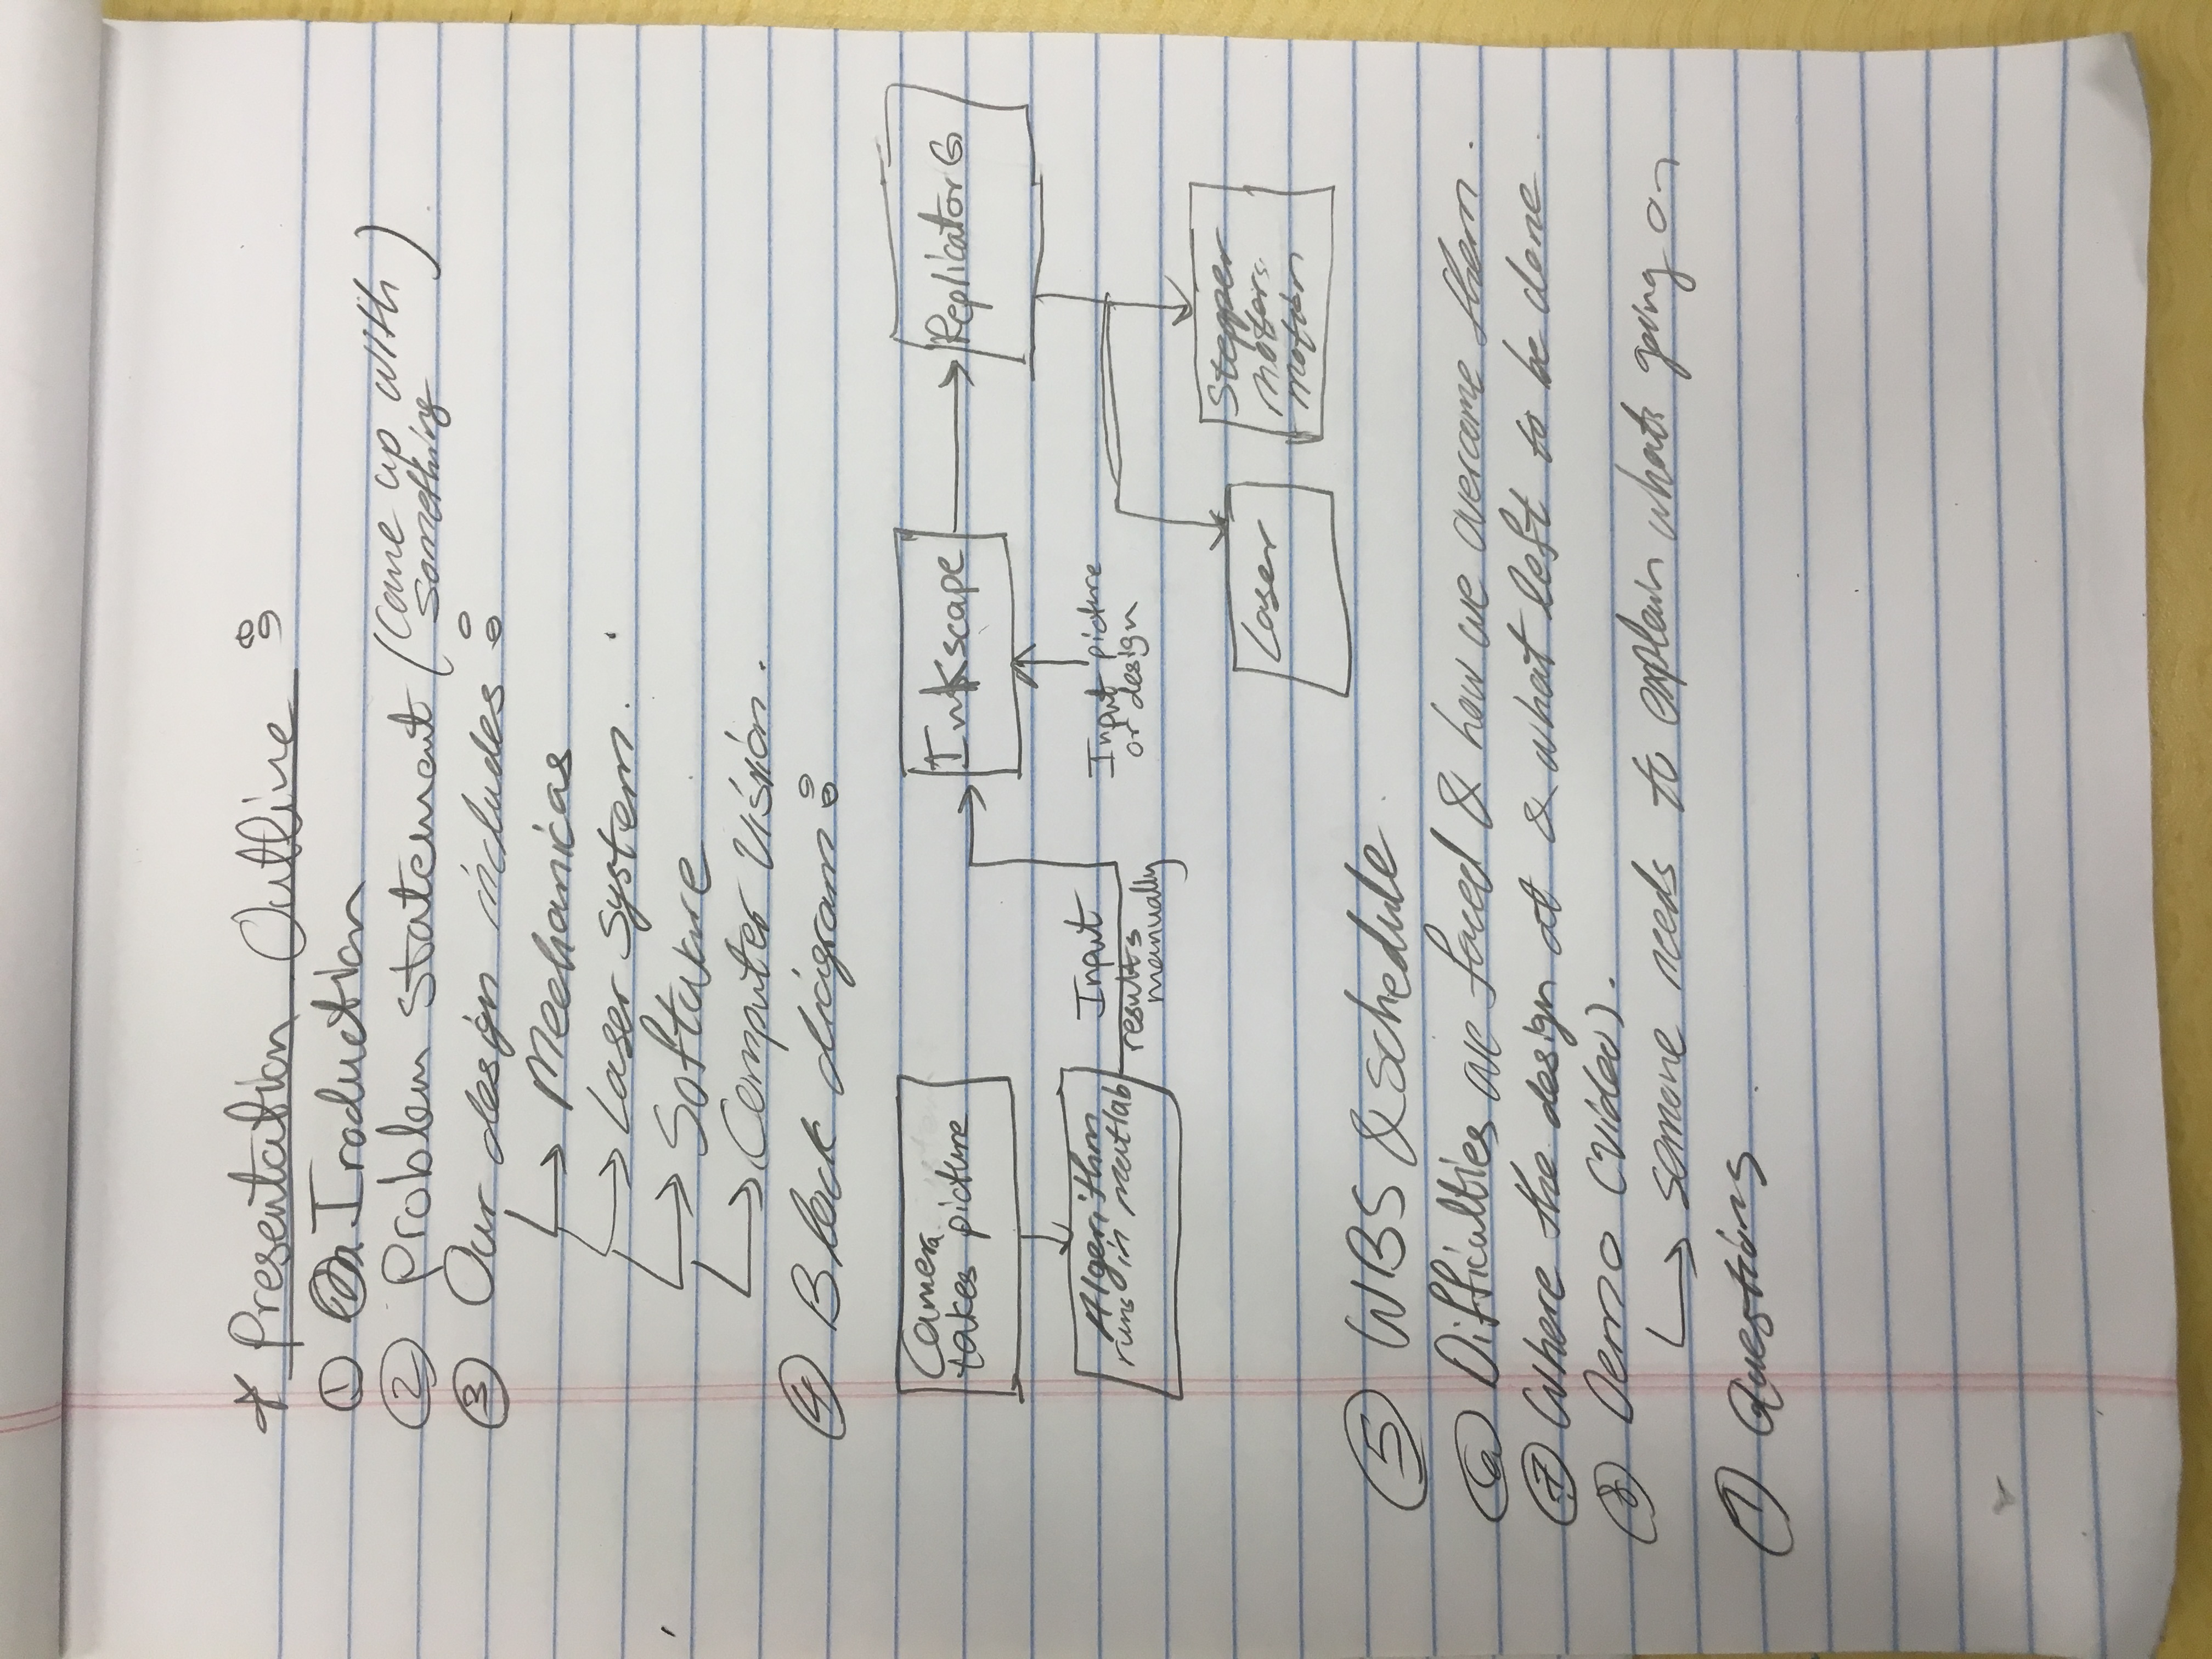 * Presentation Outline :
① Iroduction
② Problem Statement (Come up with
something)
③ Our design includes :
Mechanicas
Laser System.
Software
Computer Vision.
④ Block diagram :
Camera
takes picture
Inkscape
Replicator G
Algorithm
runs in matlab
Input
results
manually
Input picture
or design
Laser
Stepper
motors
motion
⑤ WBS & schedule
⑥ Difficulties we faced & how we overcome them.
⑦ Where the design at & what left to be done
⑧ Demo (video).
somone needs to explain whats going on
Questions